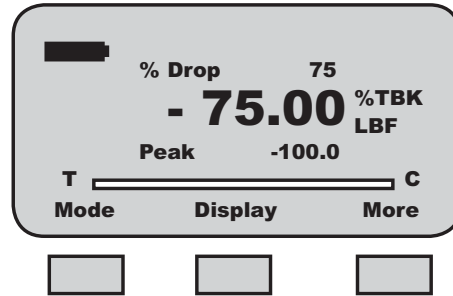 % Drop 75
- 75.00 %TBK
LBF
Peak -100.0
T C
Mode Display More